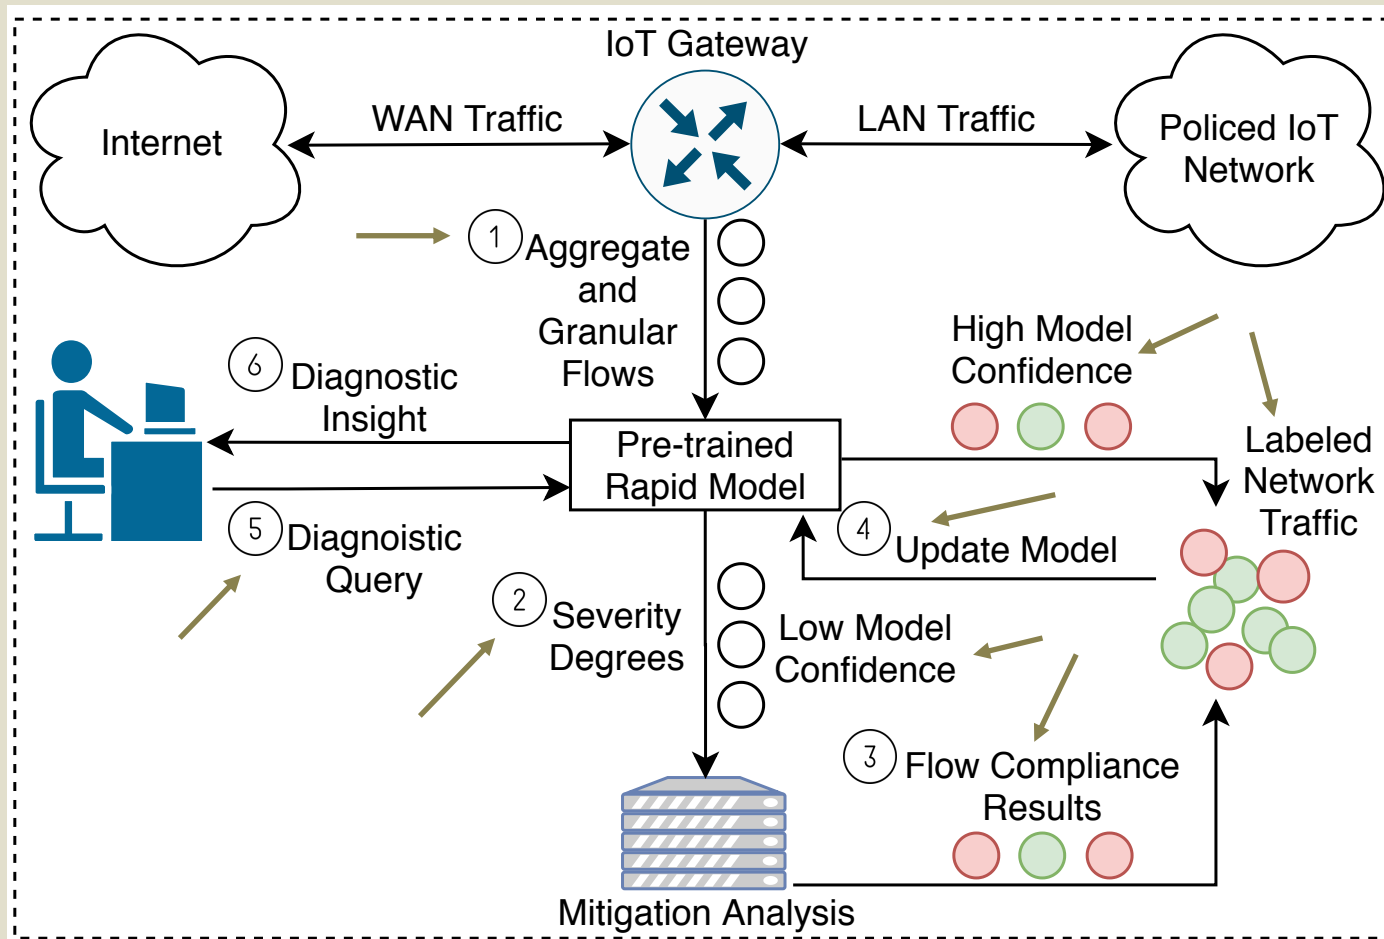 IoT Gateway
Internet
WAN Traffic
LAN Traffic
Policed IoT
Network
1
Aggregate
and
Granular
Flows
High Model
Confidence
6
Diagnostic
Insight
Pre-trained
Rapid Model
Labeled
Network
Traffic
5
Diagnoistic
Query
4
Update Model
2
Severity
Degrees
Low Model
Confidence
3
Flow Compliance
Results
Mitigation Analysis